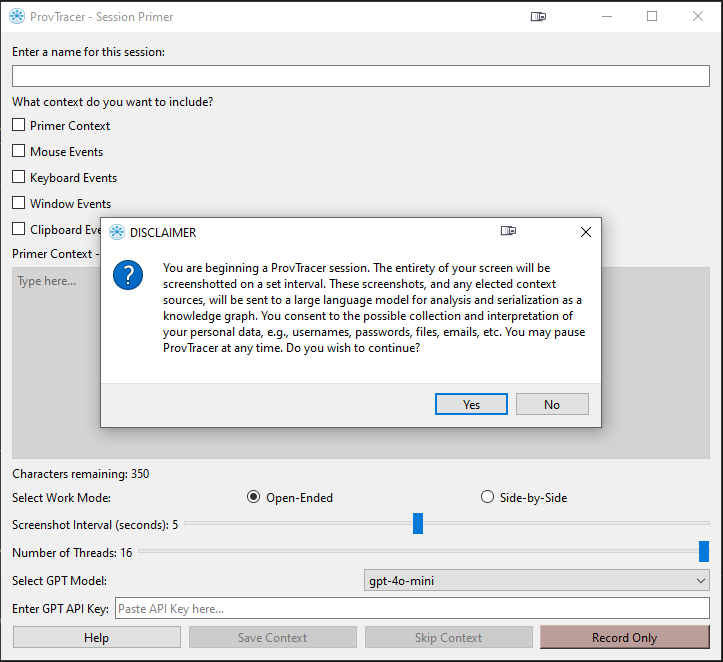 ProvTracer - Session Primer
Enter a name for this session:
What context do you want to include?
Primer Context
Mouse Events
Keyboard Events
Window Events
Clipboard Eve
Primer Context -
Type here...
DISCLAIMER
You are beginning a ProvTracer session. The entirety of your screen will be
screenshotted on a set interval. These screenshots, and any elected context
sources, will be sent to a large language model for analysis and serialization as a
knowledge graph. You consent to the possible collection and interpretation of
your personal data, e.g., usernames, passwords, files, emails, etc. You may pause
ProvTracer at any time. Do you wish to continue?
Yes No
Characters remaining: 350
Select Work Mode: Open-Ended Side-by-Side
Screenshot Interval (seconds): 5
Number of Threads: 16
Select GPT Model: gpt-4o-mini
Enter GPT API Key: Paste API Key here...
Help Save Context Skip Context Record Only